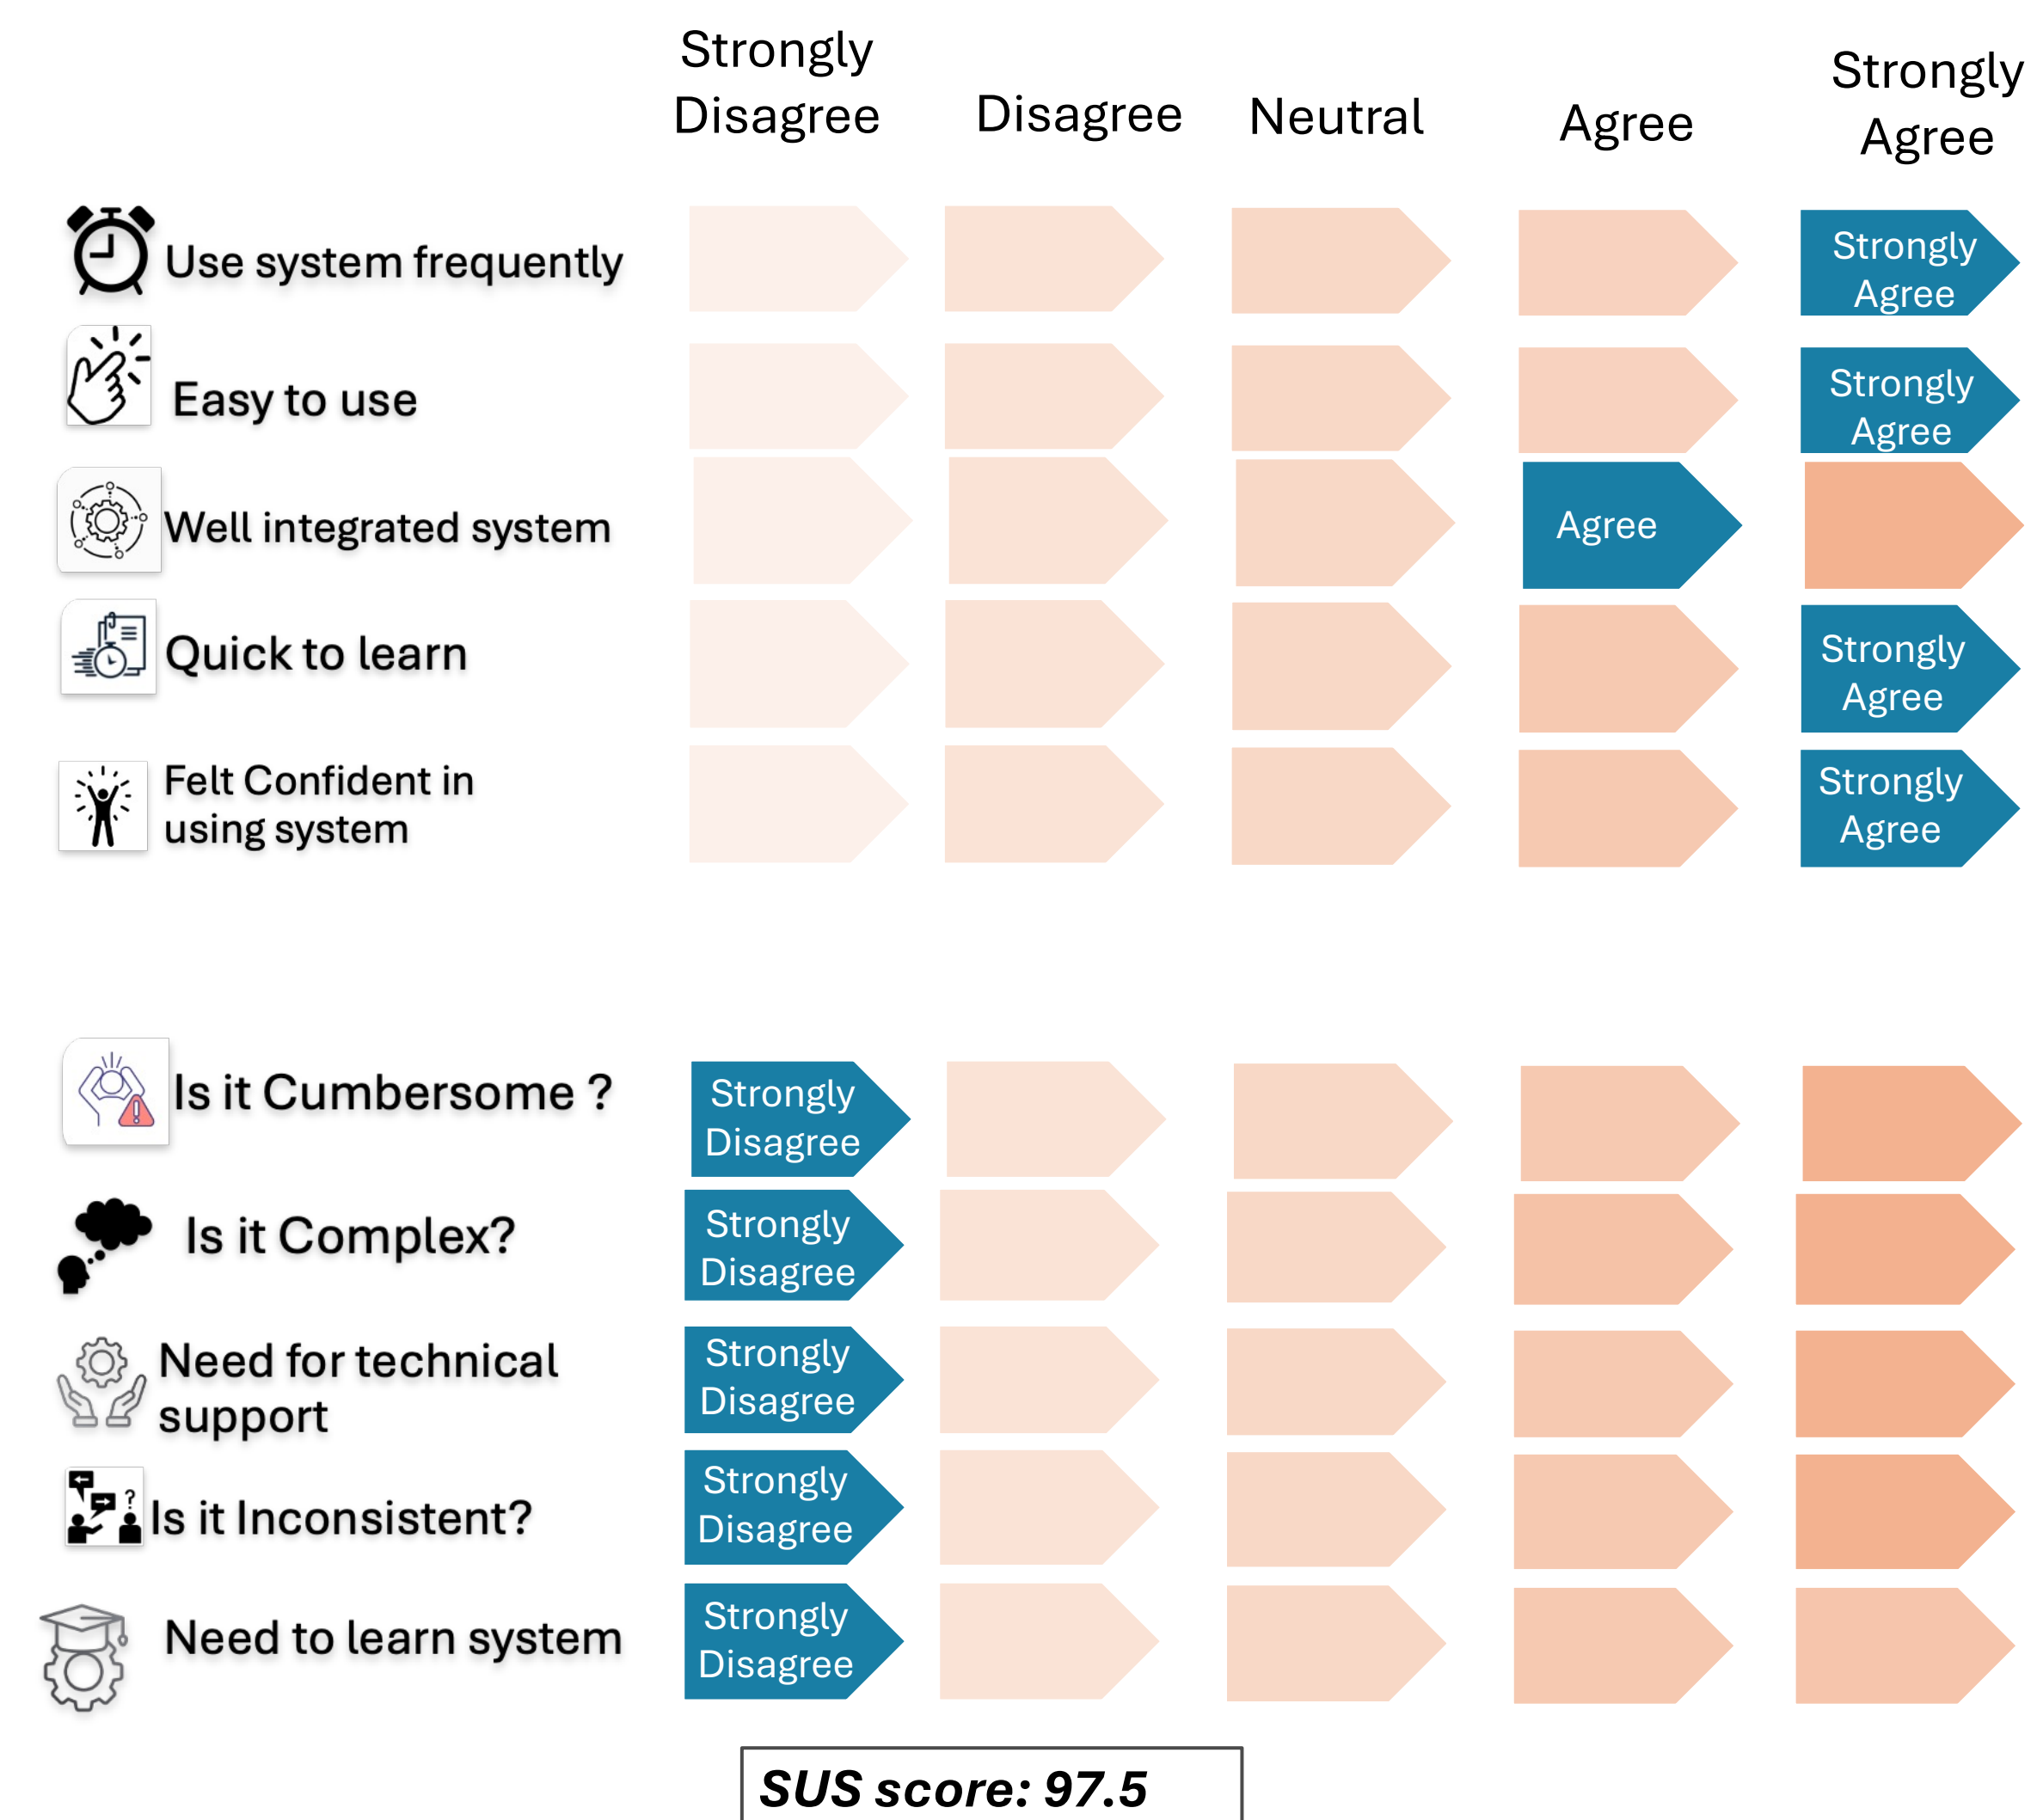 Strongly
Disagree
Disagree
Neutral
Agree
Strongly
Agree
Use system frequently
Strongly
Agree
Easy to use
Strongly
Agree
Well integrated system
Agree
Quick to learn
Strongly
Agree
Felt Confident in
using system
Strongly
Agree
Is it Cumbersome ?
Strongly
Disagree
Is it Complex?
Strongly
Disagree
Need for technical
support
Strongly
Disagree
Is it Inconsistent?
Strongly
Disagree
Need to learn system
Strongly
Disagree
SUS score: 97.5